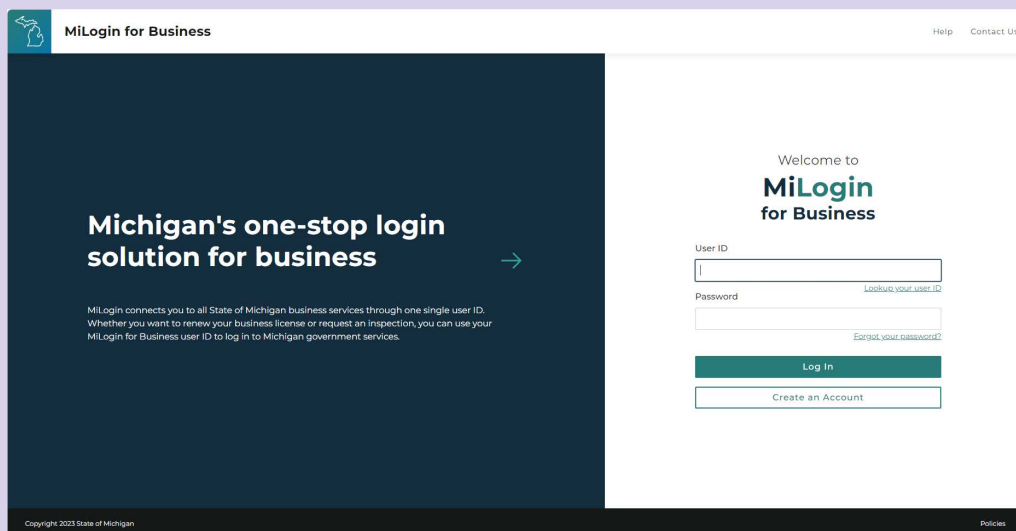 MiLogin for Business
Help
Contact Us
Michigan's one-stop login
solution for business
MiLogin connects you to all State of Michigan business services through one single user ID.
Whether you want to renew your business license or request an inspection, you can use your
MiLogin for Business user ID to log in to Michigan government services.
Welcome to
MiLogin
for Business
User ID
Lookup your user ID
Password
Forgot your password?
Log In
Create an Account
Copyright 2023 State of Michigan
Policies